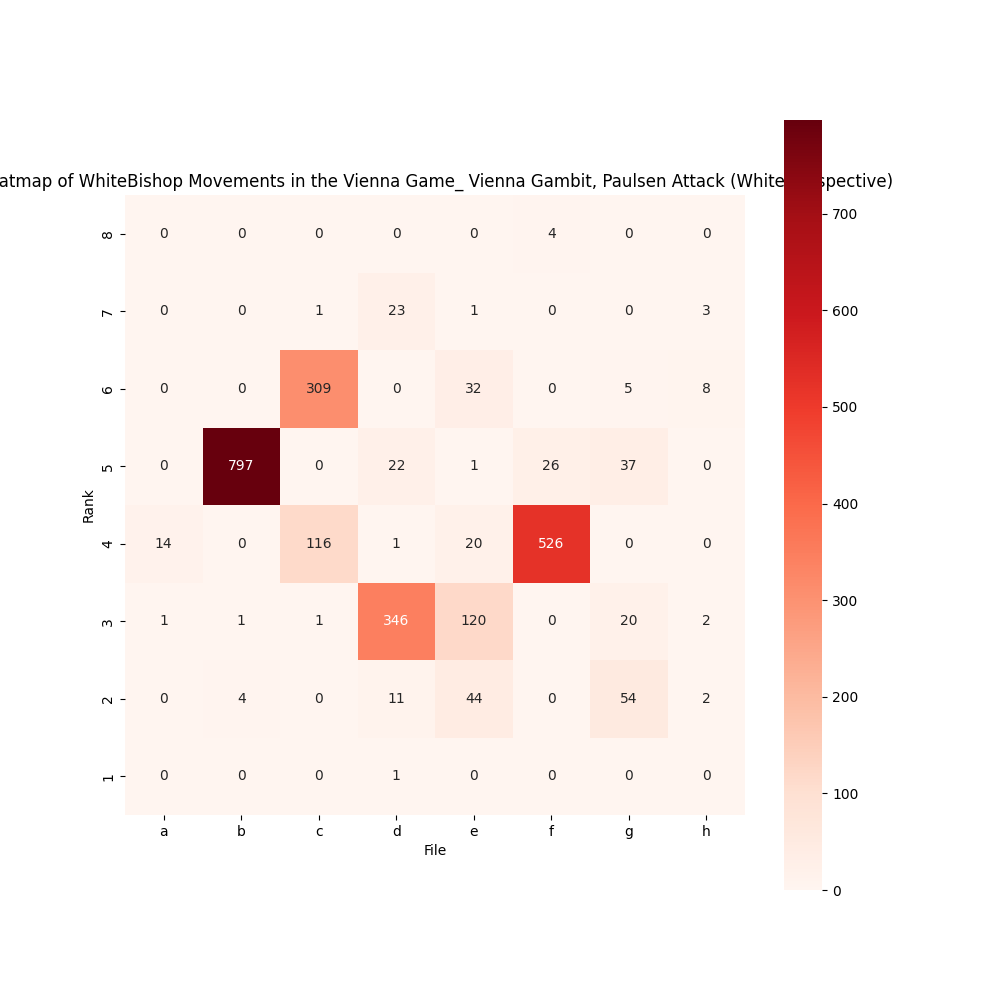 atmap of WhiteBishop Movements in the Vienna Game_ Vienna Gambit, Paulsen Attack (White spective)
8 0 0 0 0 0 4 0 0
7 0 0 1 23 1 0 0 3
6 0 0 309 0 32 0 5 8
5 0 797 0 22 1 26 37 0
4 14 0 116 1 20 526 0 0
3 1 1 1 346 120 0 20 2
2 0 4 0 11 44 0 54 2
1 0 0 0 1 0 0 0 0
a b c d e f g h
Rank
File
700
600
500
400
300
200
100
0